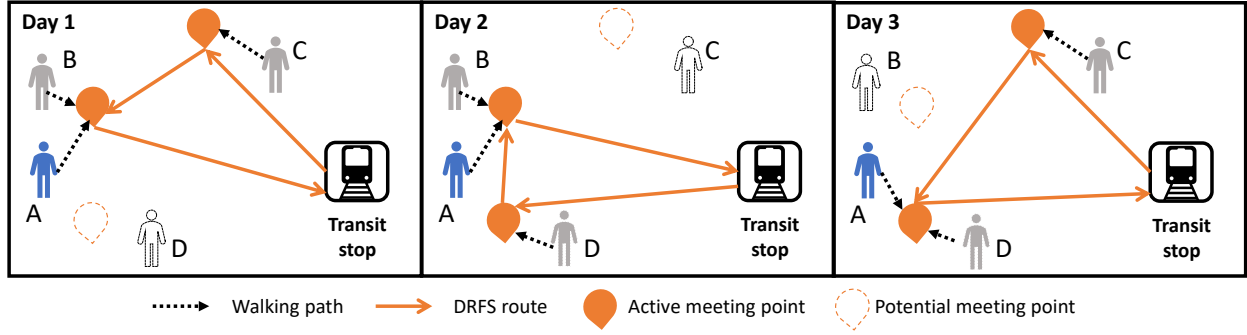 Day 1
B
C
A
D
Transit
stop
Day 2
B
C
A
D
Transit
stop
Day 3
B
C
A
D
Transit
stop
Walking path
DRFS route
Active meeting point
Potential meeting point